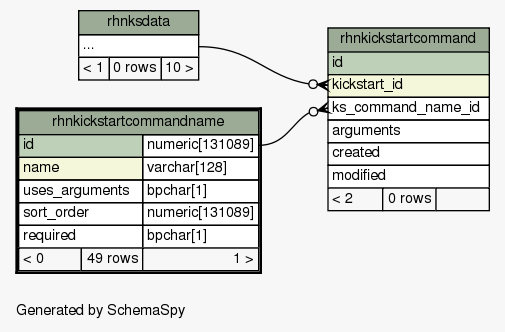 rhnksdata
...
< 1 0 rows 10 >
rhnkickstartcommand
id
kickstart_id
ks_command_name_id
arguments
created
modified
< 2 0 rows
rhnkickstartcommandname
id numeric[131089]
name varchar[128]
uses_arguments bpchar[1]
sort_order numeric[131089]
required bpchar[1]
< 0 49 rows 1 >
Generated by SchemaSpy